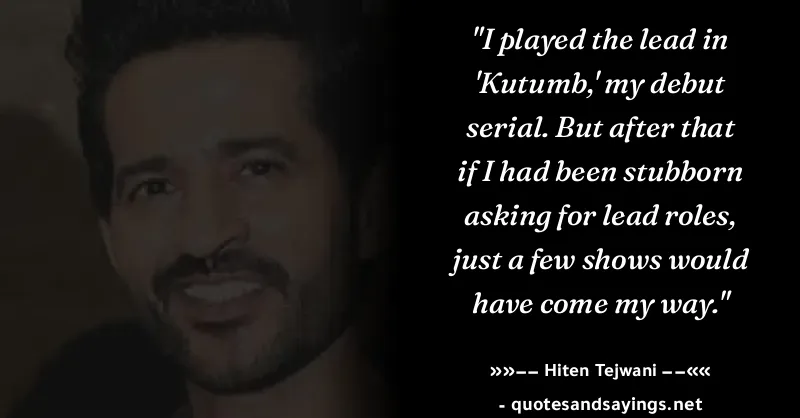 "I played the lead in
'Kutumb,' my debut
serial. But after that
if I had been stubborn
asking for lead roles,
just a few shows would
have come my way."
»»−− Hiten Tejwani −−««
- quotesandsayings.net